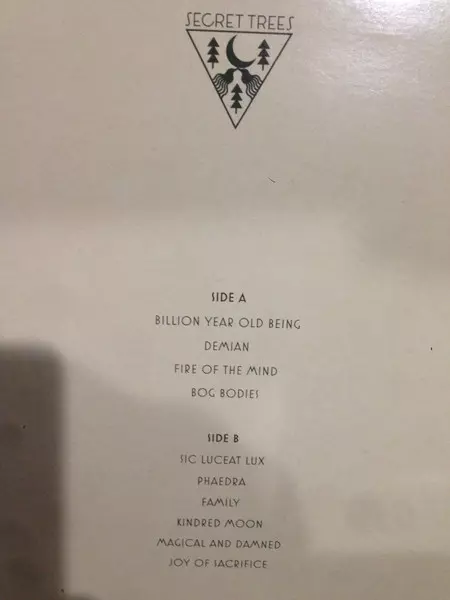 SECRET TREES
SIDE A
BILLION YEAR OLD BEING
DEMIAN
FIRE OF THE MIND
BOG BODIES
SIDE B
SIC LUCEAT LUX
PHAEDRA
FAMILY
KINDRED MOON
MAGICAL AND DAMNED
JOY OF SACRIFICE